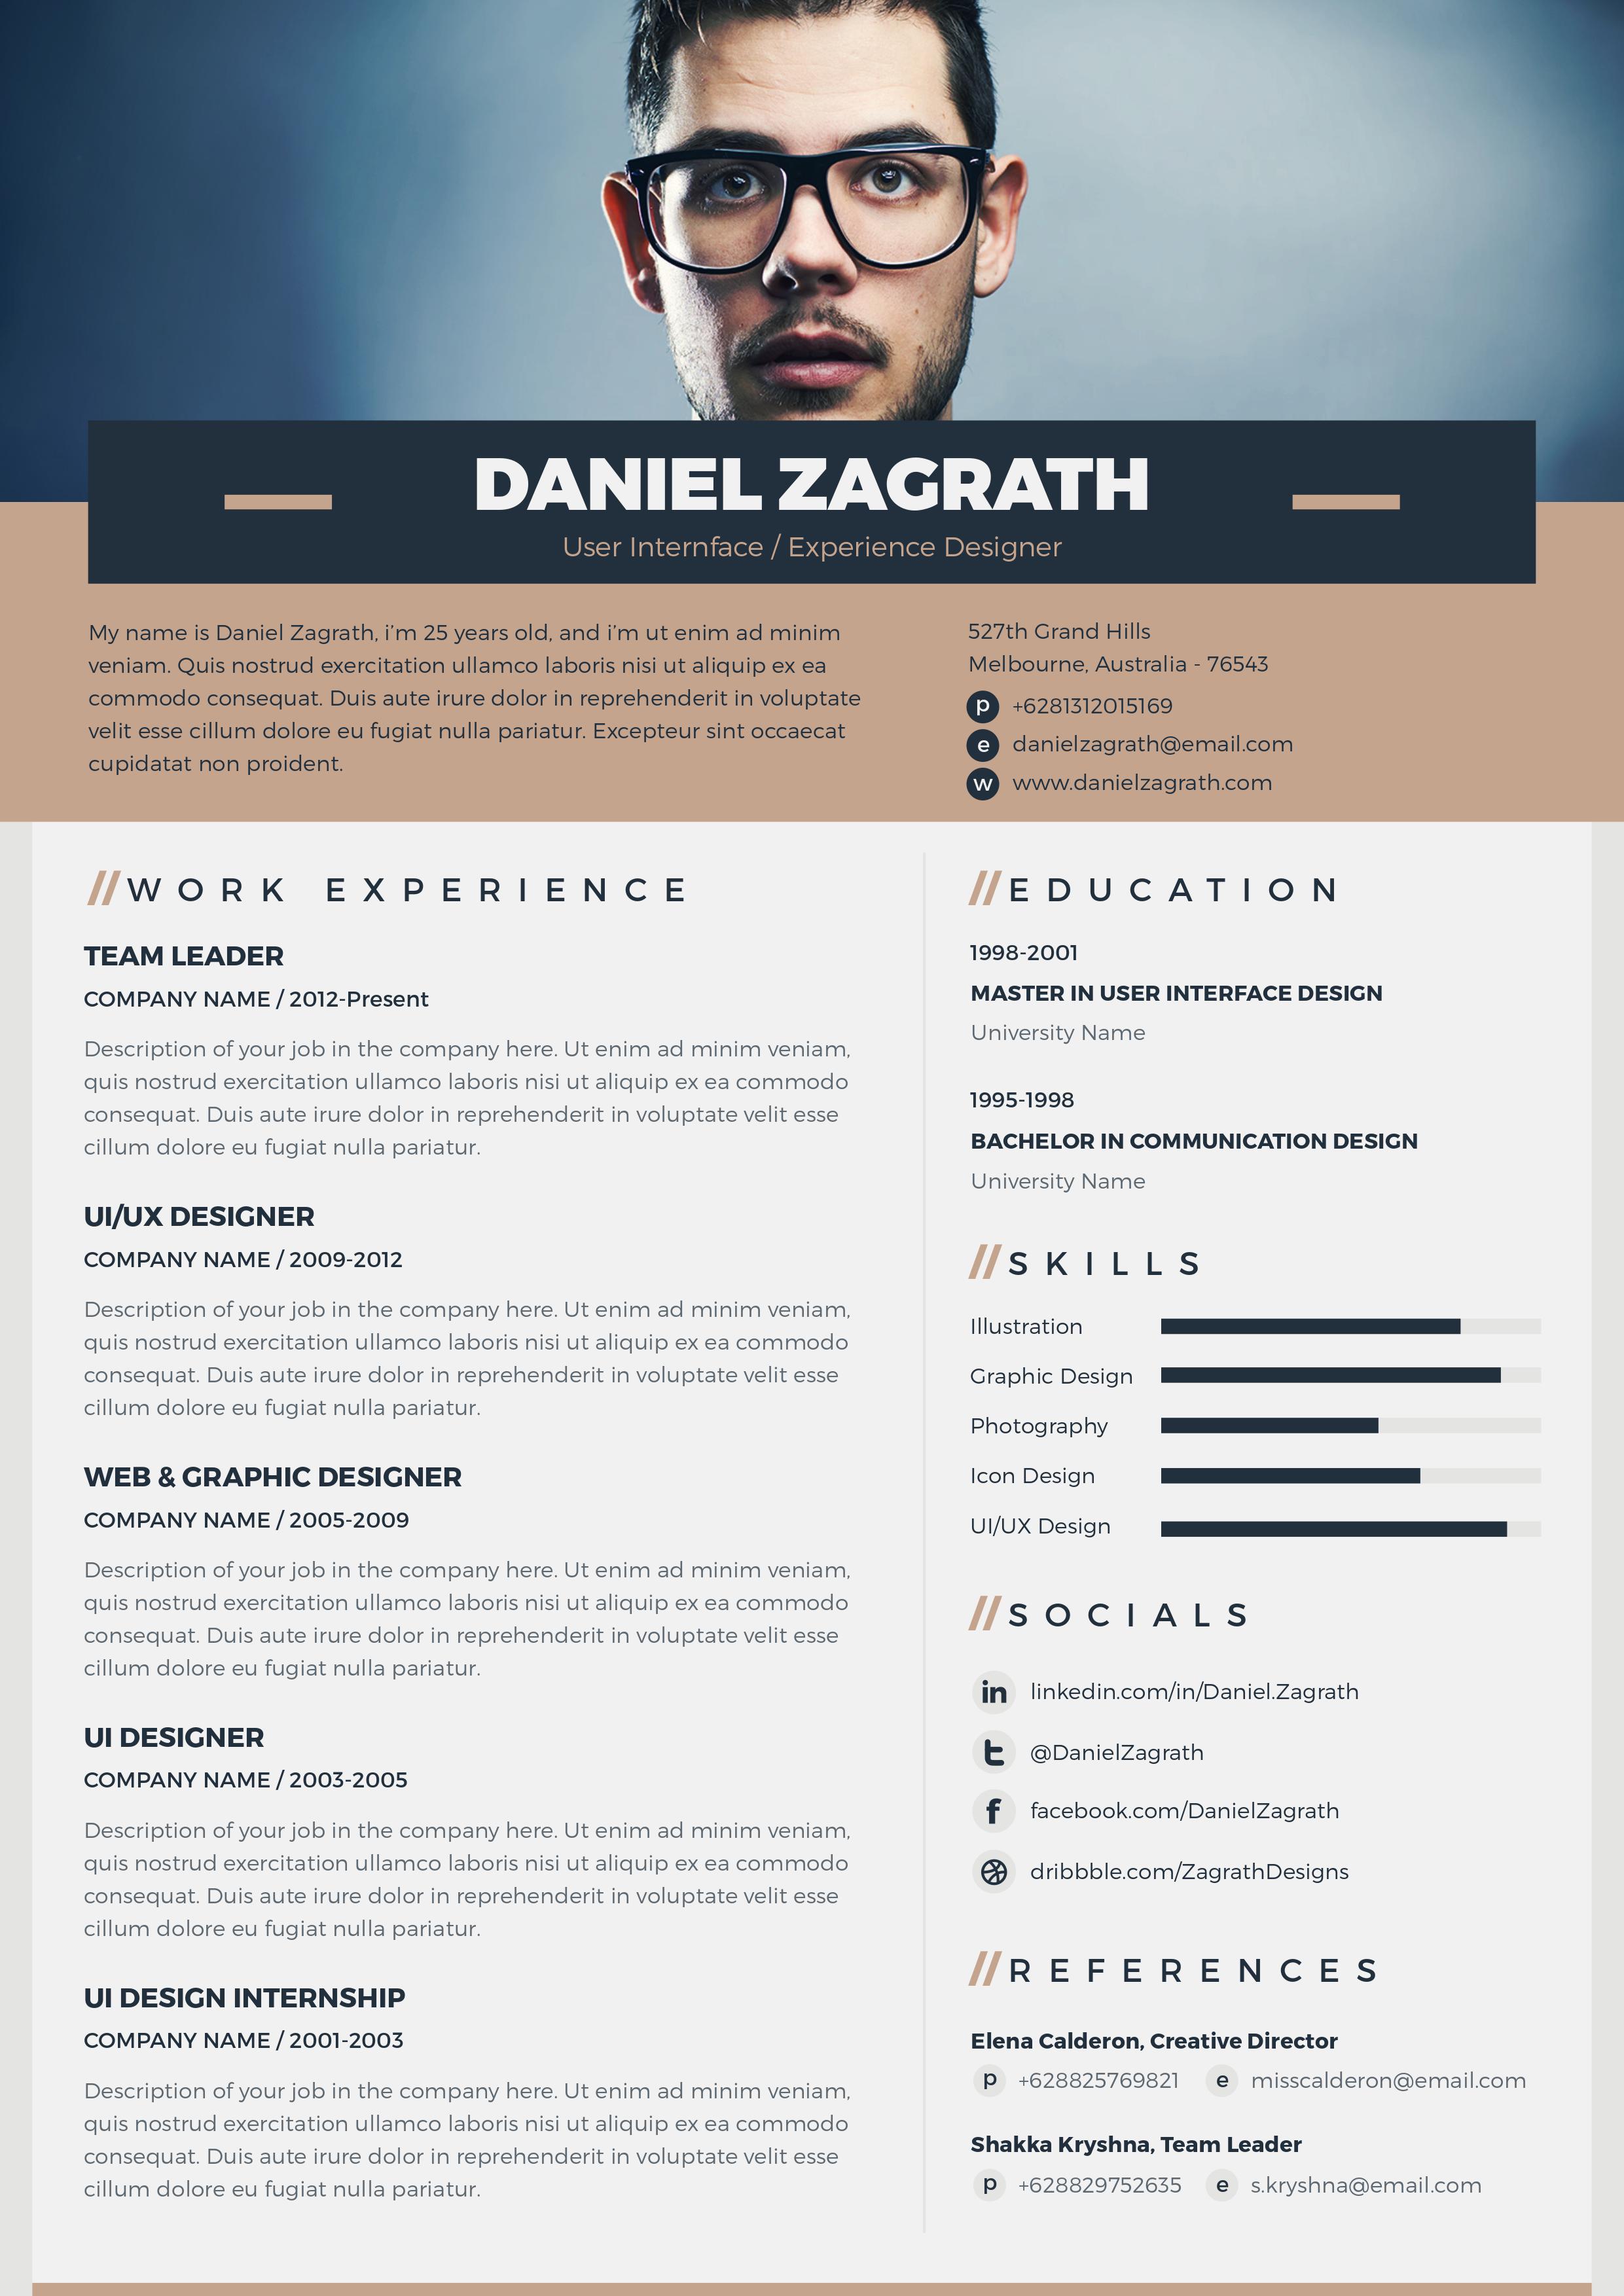 DANIEL ZAGRATH
User Internface / Experience Designer
My name is Daniel Zagrath, i'm 25 years old, and i'm ut enim ad minim
veniam. Quis nostrud exercitation ullamco laboris nisi ut aliquip ex ea
commodo consequat. Duis aute irure dolor in reprehenderit in voluptate
velit esse cillum dolore eu fugiat nulla pariatur. Excepteur sint occaecat
cupidatat non proident.
527th Grand Hills
Melbourne, Australia - 76543
p +6281312015169
e danielzagrath@email.com
w www.danielzagrath.com
//WORK EXPERIENCE
TEAM LEADER
COMPANY NAME / 2012-Present
Description of your job in the company here. Ut enim ad minim veniam,
quis nostrud exercitation ullamco laboris nisi ut aliquip ex ea commodo
consequat. Duis aute irure dolor in reprehenderit in voluptate velit esse
cillum dolore eu fugiat nulla pariatur.
UI/UX DESIGNER
COMPANY NAME / 2009-2012
Description of your job in the company here. Ut enim ad minim veniam,
quis nostrud exercitation ullamco laboris nisi ut aliquip ex ea commodo
consequat. Duis aute irure dolor in reprehenderit in voluptate velit esse
cillum dolore eu fugiat nulla pariatur.
WEB & GRAPHIC DESIGNER
COMPANY NAME / 2005-2009
Description of your job in the company here. Ut enim ad minim veniam,
quis nostrud exercitation ullamco laboris nisi ut aliquip ex ea commodo
consequat. Duis aute irure dolor in reprehenderit in voluptate velit esse
cillum dolore eu fugiat nulla pariatur.
UI DESIGNER
COMPANY NAME / 2003-2005
Description of your job in the company here. Ut enim ad minim veniam,
quis nostrud exercitation ullamco laboris nisi ut aliquip ex ea commodo
consequat. Duis aute irure dolor in reprehenderit in voluptate velit esse
cillum dolore eu fugiat nulla pariatur.
UI DESIGN INTERNSHIP
COMPANY NAME / 2001-2003
Description of your job in the company here. Ut enim ad minim veniam,
quis nostrud exercitation ullamco laboris nisi ut aliquip ex ea commodo
consequat. Duis aute irure dolor in reprehenderit in voluptate velit esse
cillum dolore eu fugiat nulla pariatur.
//EDUCATION
1998-2001
MASTER IN USER INTERFACE DESIGN
University Name
1995-1998
BACHELOR IN COMMUNICATION DESIGN
University Name
//SKILLS
Illustration
Graphic Design
Photography
Icon Design
UI/UX Design
//SOCIALS
in linkedin.com/in/Daniel.Zagrath
t @DanielZagrath
f facebook.com/DanielZagrath
dribbble.com/ZagrathDesigns
//REFERENCES
Elena Calderon, Creative Director
p +628825769821 e misscalderon@email.com
Shakka Kryshna, Team Leader
p +628829752635 e s.kryshna@email.com